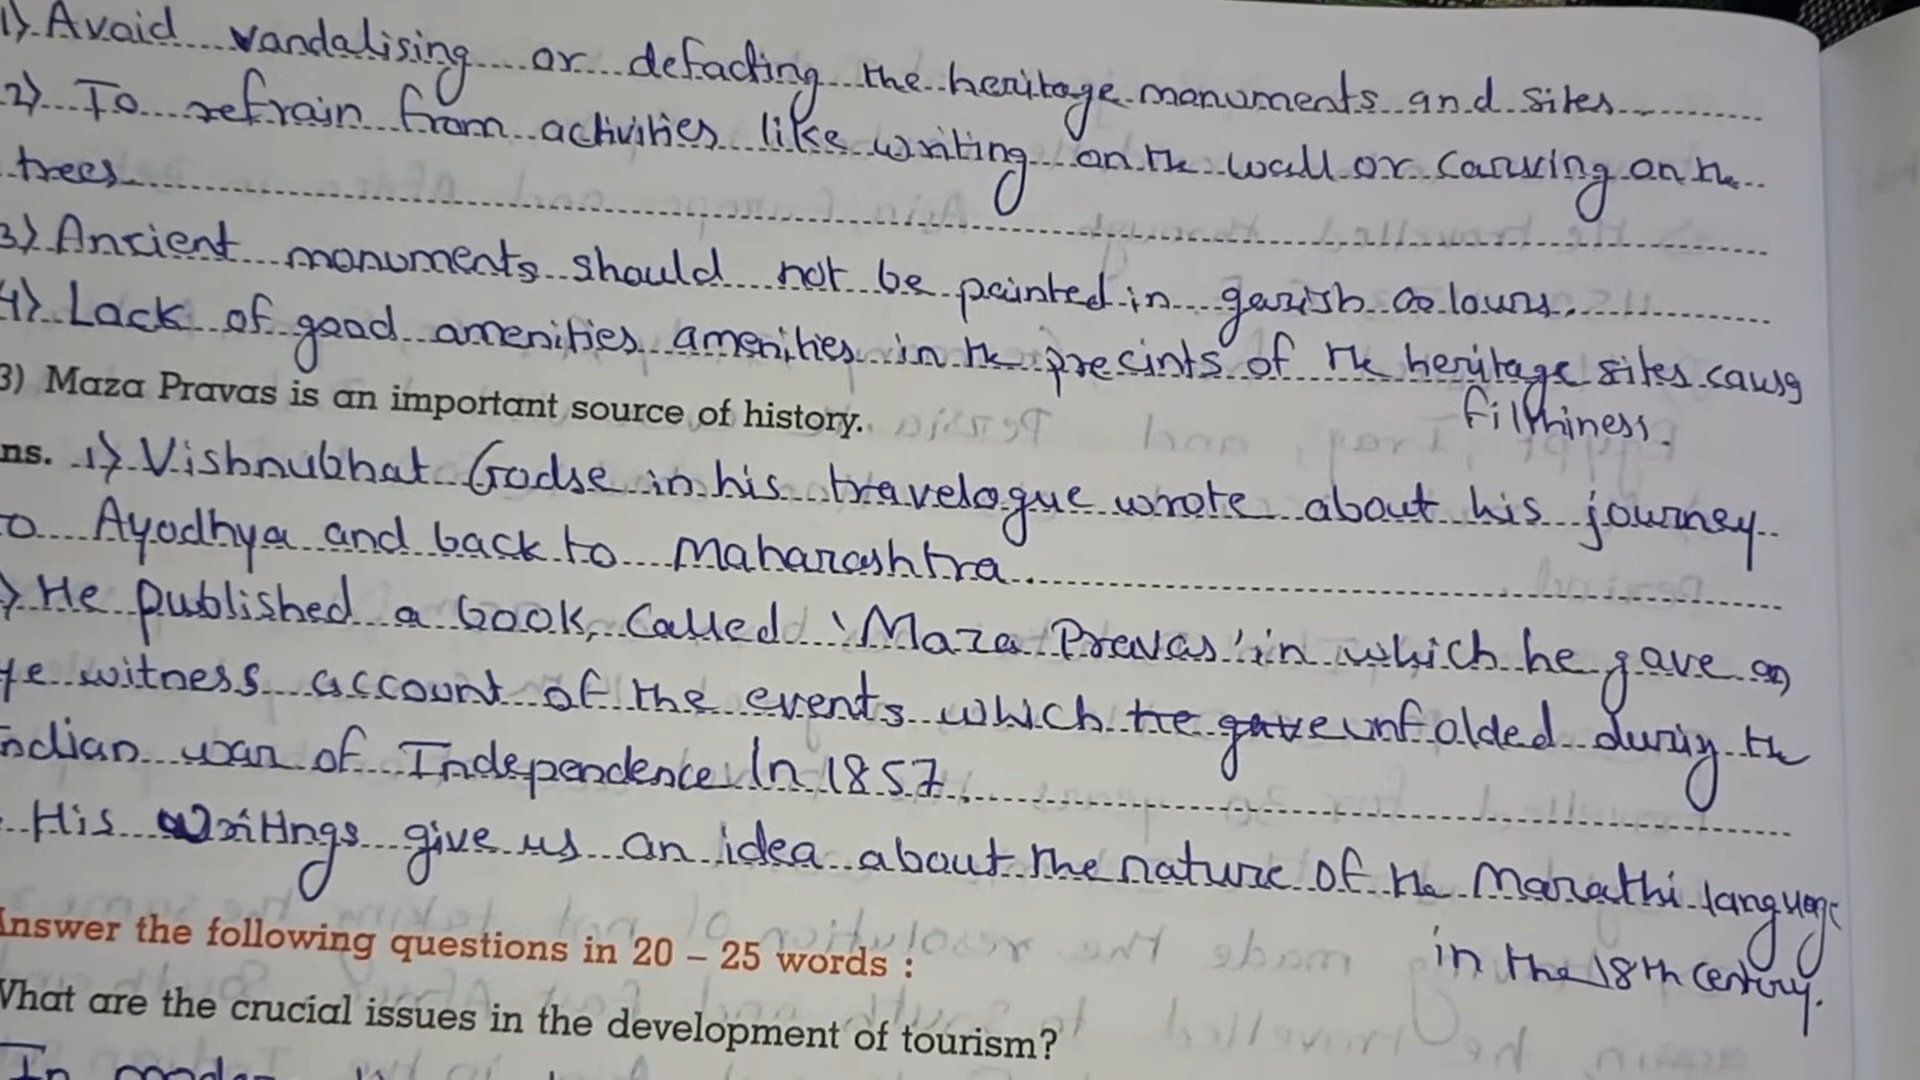 1) Avoid vandalising or defacting the heritage monuments and sites
2) To refrain from activities like writing on the wall or carving on the
trees
3) Ancient monuments should not be painted in garish colours.
4) Lack of good amenities amenities in the precints of the heritage sites cause
filthiness.
3) Maza Pravas is an important source of history.
ns. 1) Vishnubhat Godse in his travelogue wrote about his journey
to Ayodhya and back to Maharashtra.
) He published a book, called 'Maza Pravas' in which he gave an
ye witness account of the events which he gave unfolded during the
Indian war of Independence In 1857.
His writings give us an idea about the nature of the Marathi language
in the 18th century.
Answer the following questions in 20 – 25 words :
What are the crucial issues in the development of tourism?
In